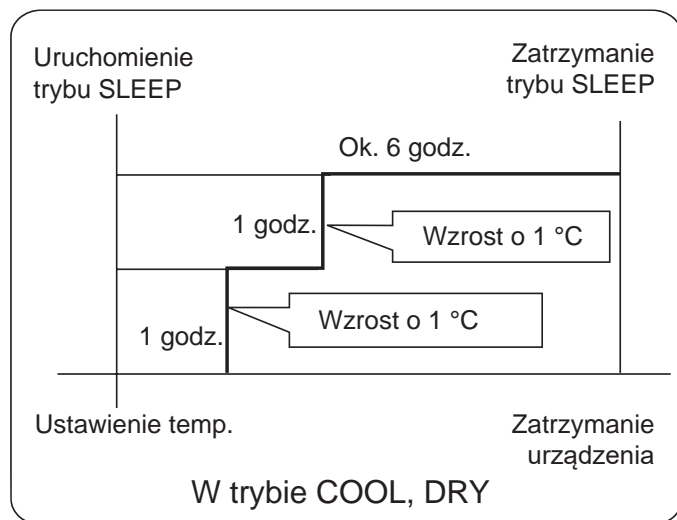 Uruchomienie
trybu SLEEP
Zatrzymanie
trybu SLEEP
Ok. 6 godz.
1 godz.
Wzrost o 1 °C
1 godz.
Wzrost o 1 °C
Ustawienie temp.
Zatrzymanie
urządzenia
W trybie COOL, DRY